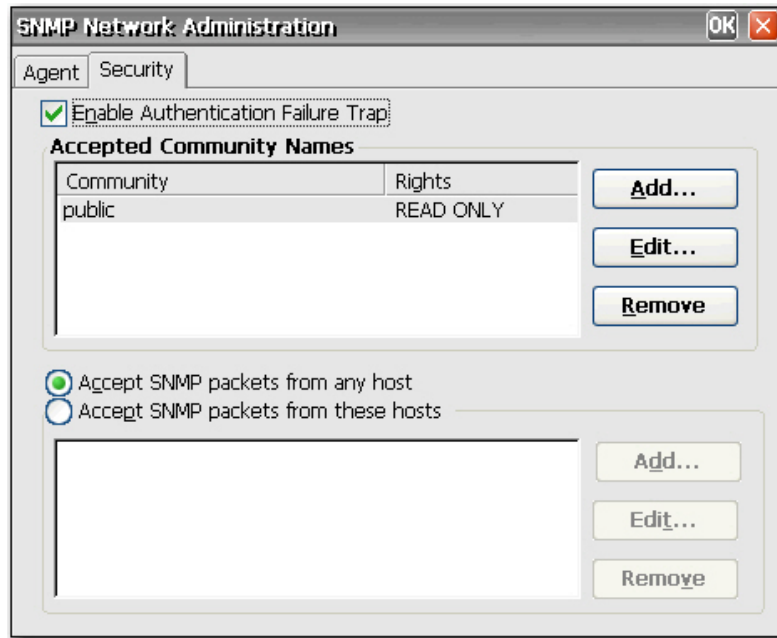 SNMP Network Administration OK
Agent Security
Enable Authentication Failure Trap
Accepted Community Names
Community Rights
public READ ONLY
Add...
Edit...
Remove
Accept SNMP packets from any host
Accept SNMP packets from these hosts
Add...
Edit...
Remove